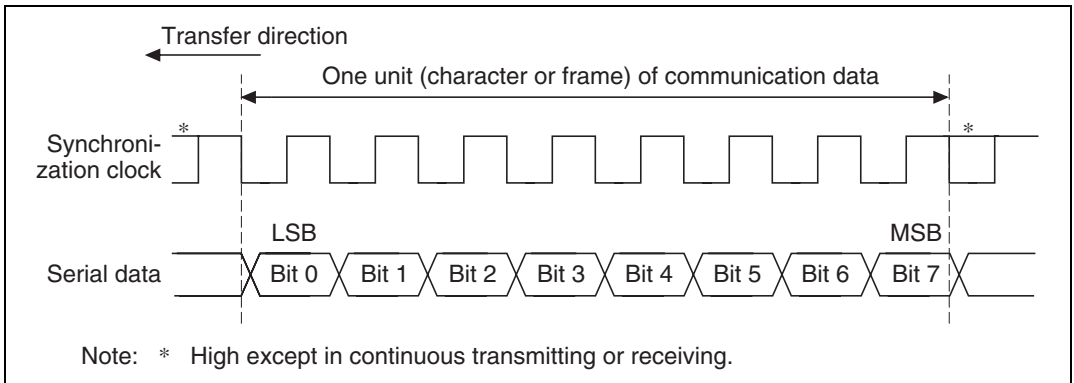 Transfer direction
One unit (character or frame) of communication data
* *
Synchroni-
zation clock
LSB MSB
Serial data Bit 0 Bit 1 Bit 2 Bit 3 Bit 4 Bit 5 Bit 6 Bit 7
Note: * High except in continuous transmitting or receiving.